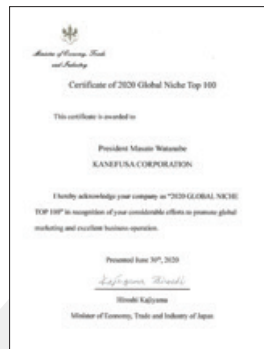 Minister of Economy, Trade
and Industry
Certificate of 2020 Global Niche Top 100
This certificate is awarded to
President Masato Watanabe
KANEFUSA CORPORATION
I hereby acknowledge your company as "2020 GLOBAL NICHE
TOP 100" in recognition of your considerable efforts to promote global
marketing and excellent business operation.
Presented June 30th, 2020
Kajiyama Hiroshi
Hiroshi Kajiyama
Minister of Economy, Trade and Industry of Japan